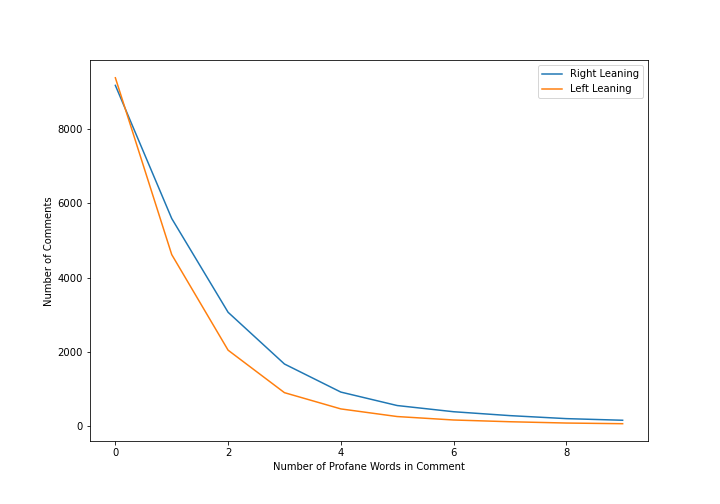 Right Leaning
Left Leaning
8000
6000
4000
2000
0
Number of Comments
0 2 4 6 8
Number of Profane Words in Comment